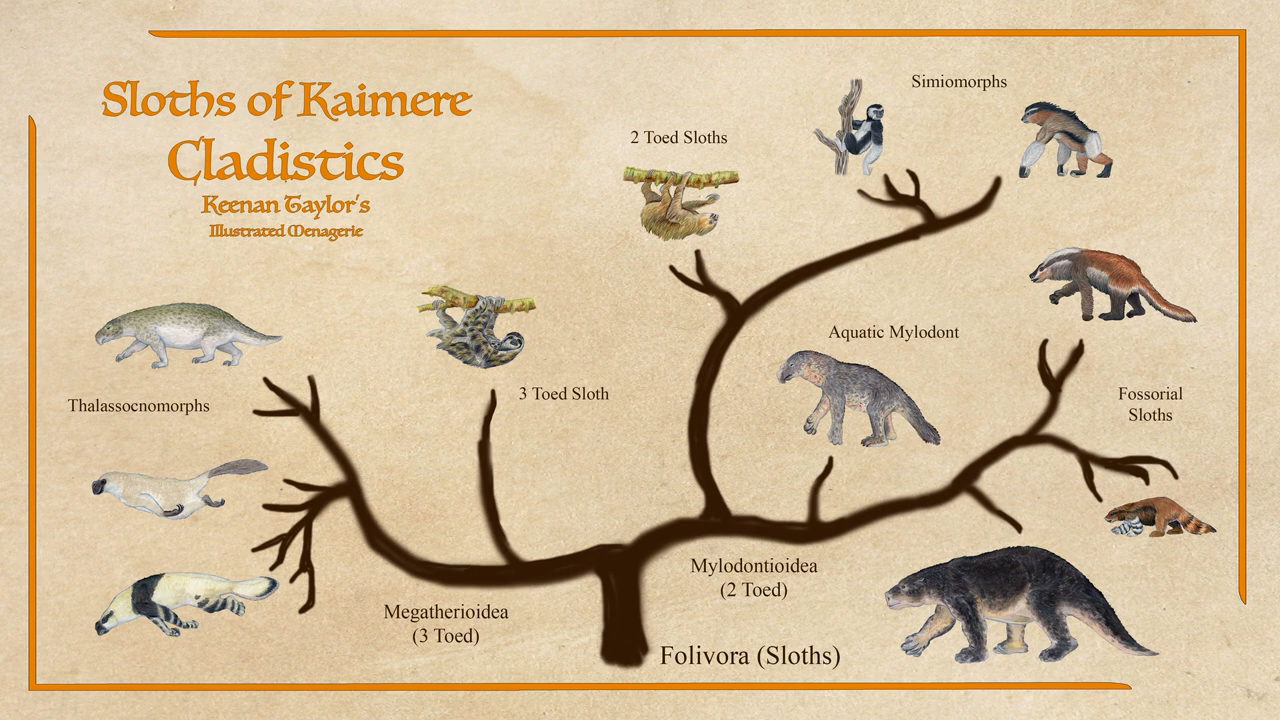 Sloths of Kaimere
Cladistics
Keenan Taylor's
Illustrated Menagerie
Simiomorphs
2 Toed Sloths
Aquatic Mylodont
3 Toed Sloth
Fossorial
Sloths
Thalassocnomorphs
Mylodontioidea
(2 Toed)
Megatherioidea
(3 Toed)
Folivora (Sloths)